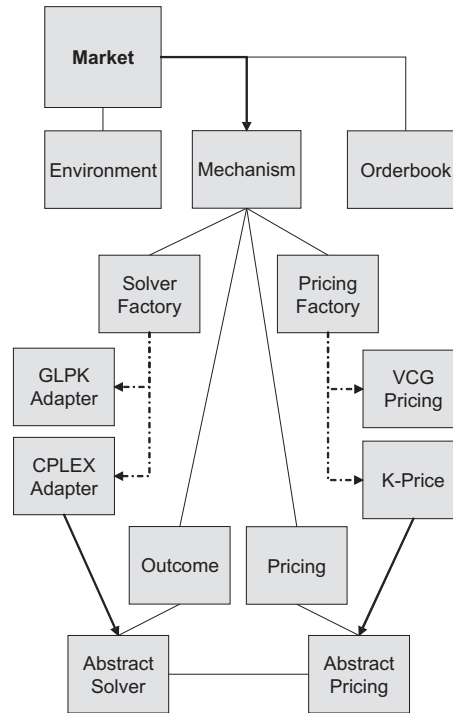 Market
Environment
Mechanism
Orderbook
Solver
Factory
Pricing
Factory
GLPK
Adapter
VCG
Pricing
CPLEX
Adapter
K-Price
Outcome
Pricing
Abstract
Solver
Abstract
Pricing